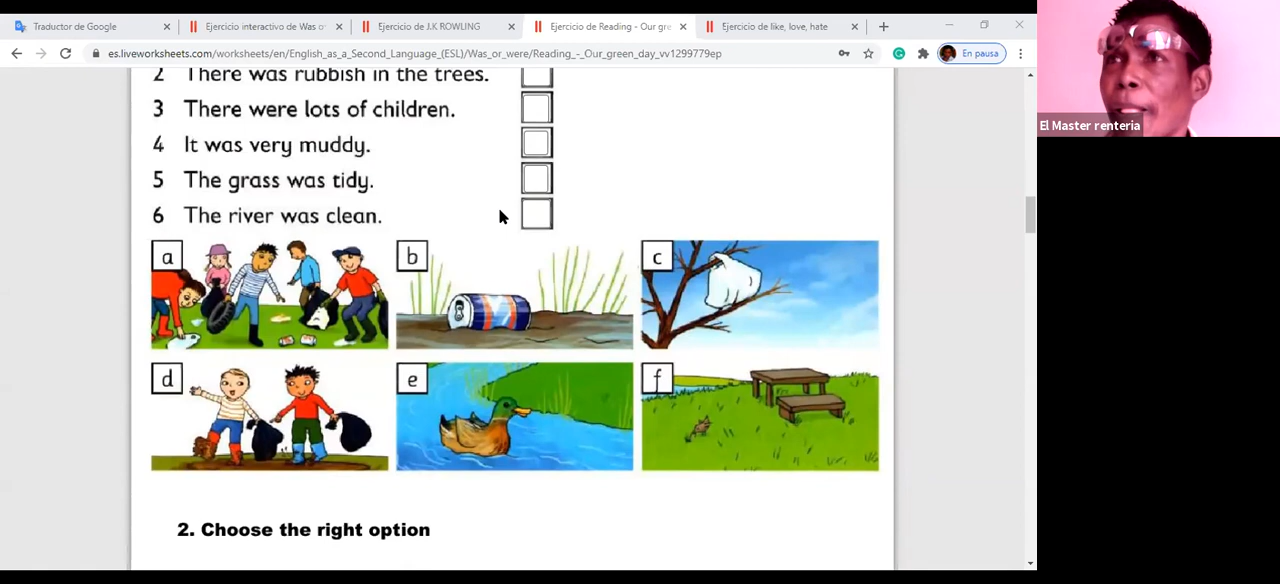 Traductor de Google
Ejercicio interactivo de Was o
Ejercicio de J.K ROWLING
Ejercicio de Reading - Our gre
Ejercicio de like, love, hate
es.liveworksheets.com/worksheets/en/English_as_a_Second_Language_(ESL)/Was_or_were/Reading_-_Our_green_day_vv1299779ep
En pausa
2 There was rubbish in the trees.
3 There were lots of children.
4 It was very muddy.
5 The grass was tidy.
6 The river was clean.
a b c
d e f
2. Choose the right option
El Master renteria